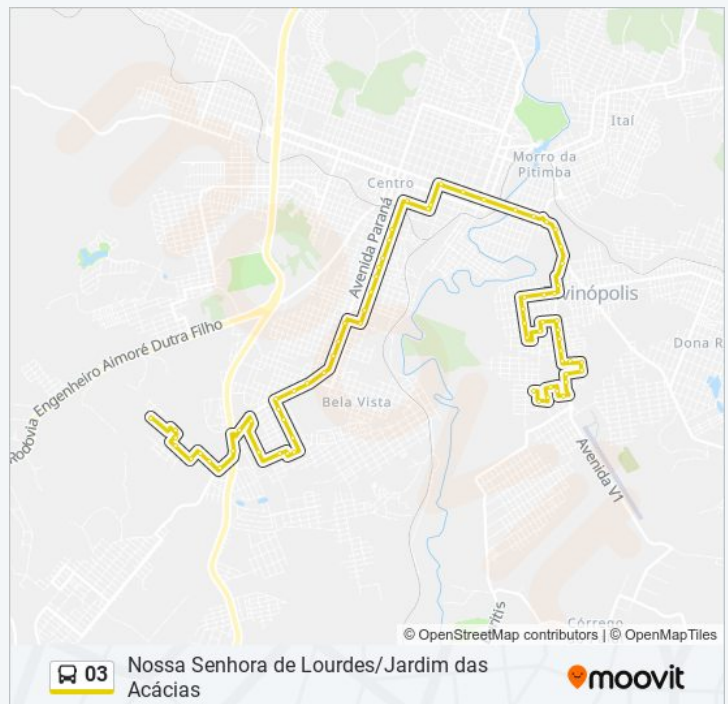 Itaí
Morro da
Pitimba
Centro
Avenida Paraná
vinópolis
Rodovia Engenheiro Aimoré Dutra Filho
Dona R
Bela Vista
Avenida V1
ritis
Córrego
© OpenStreetMap contributors | © OpenMapTiles
03
Nossa Senhora de Lourdes/Jardim das
Acácias
moovit